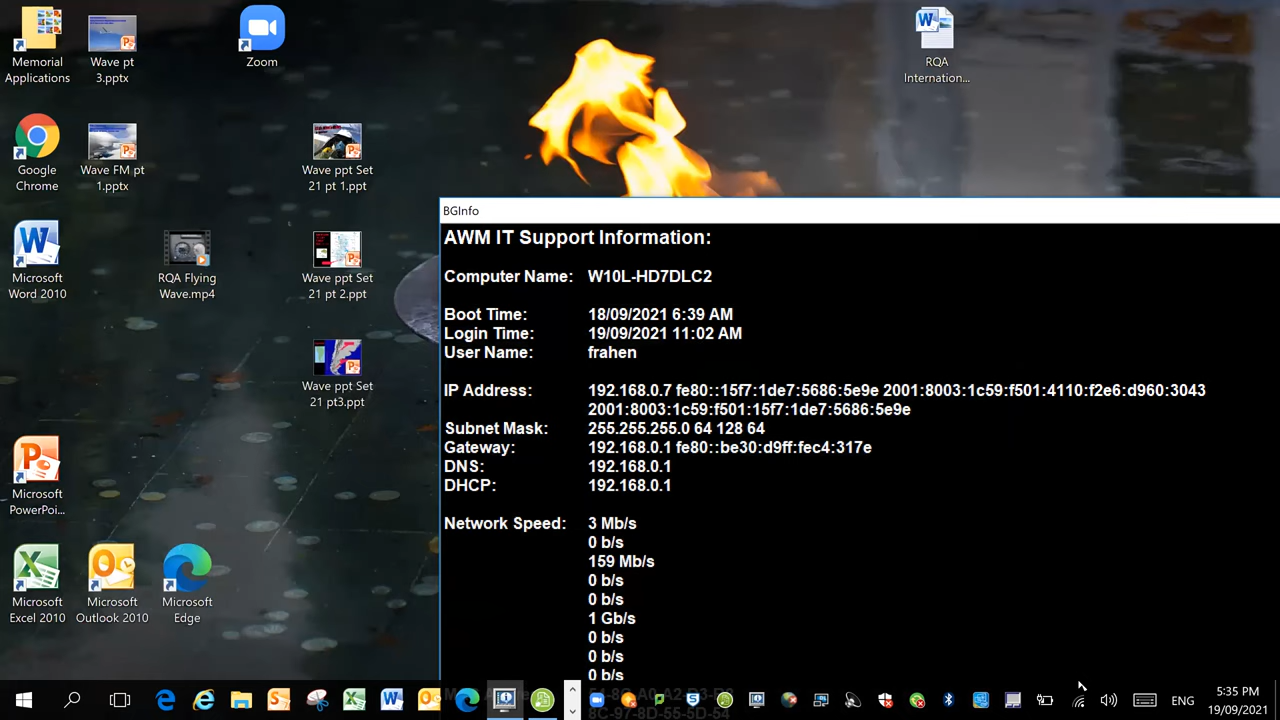 Memorial
Applications
Wave pt
3.pptx
Zoom
RQA
Internation...
Google
Chrome
Wave FM pt
1.pptx
Wave ppt Set
21 pt 1.ppt
Microsoft
Word 2010
RQA Flying
Wave.mp4
Wave ppt Set
21 pt 2.ppt
Wave ppt Set
21 pt3.ppt
Microsoft
PowerPoi...
Microsoft
Excel 2010
Microsoft
Outlook 2010
Microsoft
Edge
BGInfo
AWM IT Support Information:
Computer Name: W10L-HD7DLC2
Boot Time: 18/09/2021 6:39 AM
Login Time: 19/09/2021 11:02 AM
User Name: frahen
IP Address: 192.168.0.7 fe80::15f7:1de7:5686:5e9e 2001:8003:1c59:f501:4110:f2e6:d960:3043
2001:8003:1c59:f501:15f7:1de7:5686:5e9e
Subnet Mask: 255.255.255.0 64 128 64
Gateway: 192.168.0.1 fe80::be30:d9ff:fec4:317e
DNS: 192.168.0.1
DHCP: 192.168.0.1
Network Speed: 3 Mb/s
0 b/s
159 Mb/s
0 b/s
0 b/s
1 Gb/s
0 b/s
0 b/s
0 b/s
ENG
5:35 PM
19/09/2021